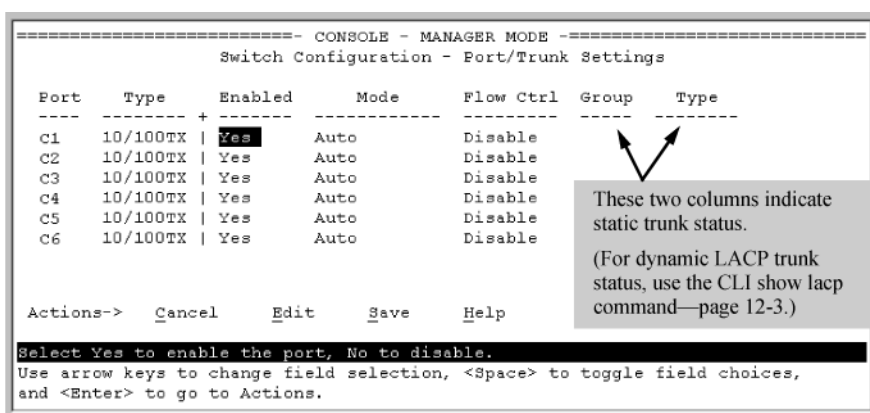 ==========================- CONSOLE - MANAGER MODE -============================
Switch Configuration - Port/Trunk Settings
Port Type Enabled Mode Flow Ctrl Group Type
---- -------- + ------- ------------ --------- ----- --------
C1 10/100TX | Yes Auto Disable
C2 10/100TX | Yes Auto Disable
C3 10/100TX | Yes Auto Disable
C4 10/100TX | Yes Auto Disable
C5 10/100TX | Yes Auto Disable
C6 10/100TX | Yes Auto Disable
These two columns indicate
static trunk status.
(For dynamic LACP trunk
status, use the CLI show lacp
command—page 12-3.)
Actions-> Cancel Edit Save Help
Select Yes to enable the port, No to disable.
Use arrow keys to change field selection, <Space> to toggle field choices,
and <Enter> to go to Actions.